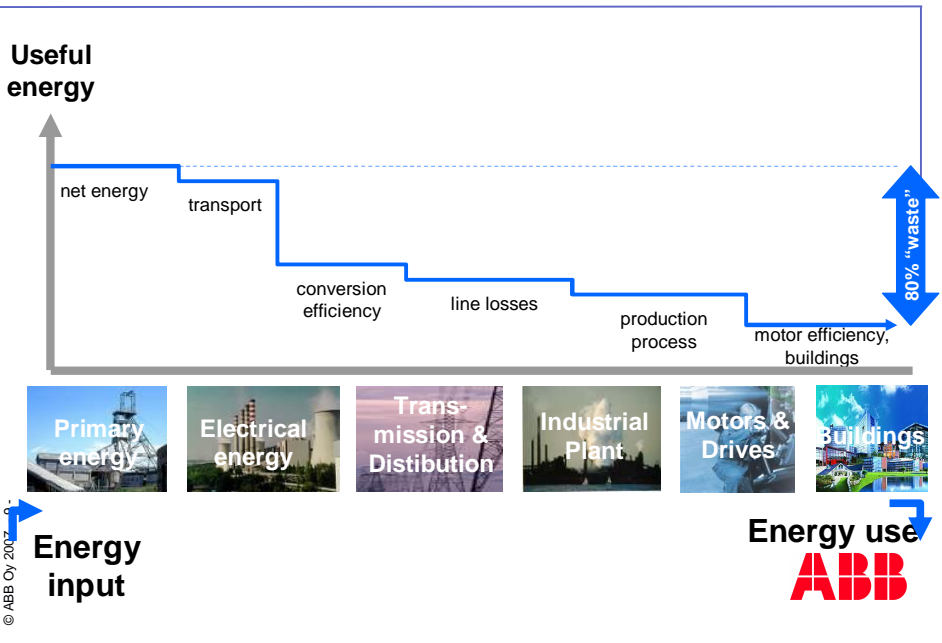 Useful
energy
net energy
transport
conversion
efficiency
line losses
production
process
motor efficiency,
buildings
80% “waste”
Primary
energy
Electrical
energy
Trans-
mission &
Distibution
Industrial
Plant
Motors &
Drives
Buildings
Energy
input
Energy use
ABB
© ABB Oy 2007 - 9 -